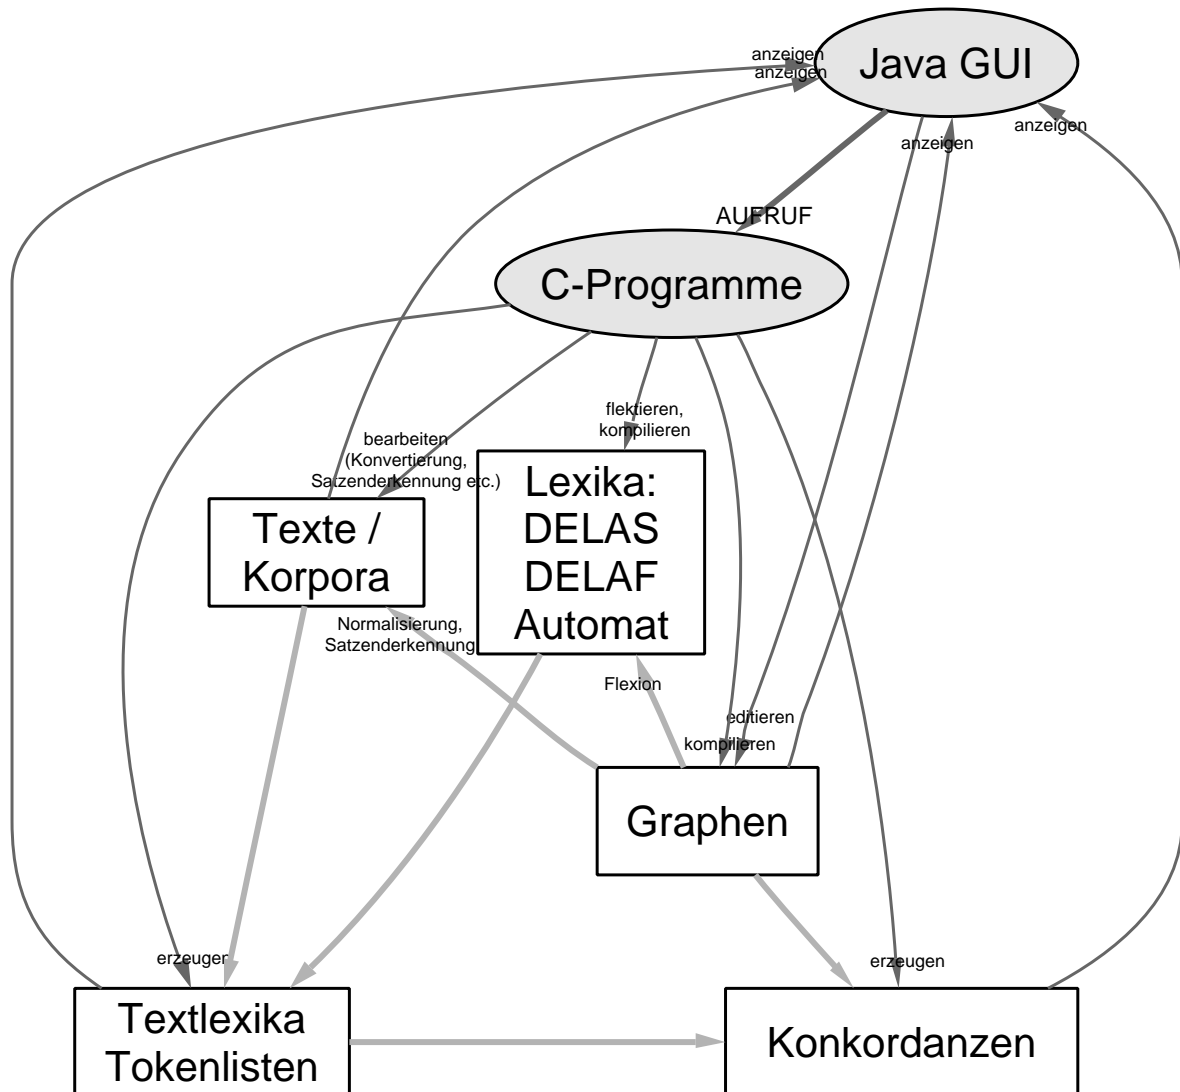 anzeigen
anzeigen
Java GUI
anzeigen
anzeigen
AUFRUF
C-Programme
flektieren,
kompilieren
bearbeiten
(Konvertierung,
Satzenderkennung etc.)
Lexika:
DELAS
DELAF
Automat
Texte /
Korpora
Normalisierung,
Satzenderkennung
Flexion
editieren
kompilieren
Graphen
erzeugen
erzeugen
Textlexika
Tokenlisten
Konkordanzen